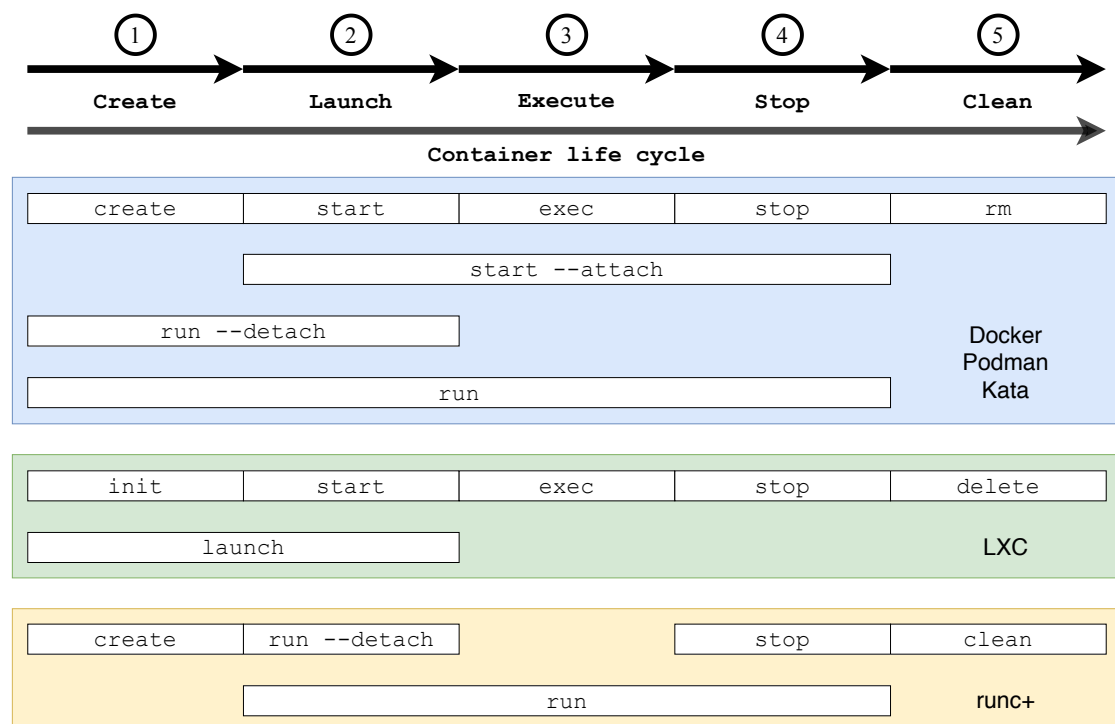 1 2 3 4 5
Create Launch Execute Stop Clean
Container life cycle
create start exec stop rm
start --attach
run --detach
run
Docker
Podman
Kata
init start exec stop delete
launch
LXC
create run --detach stop clean
run
runc+